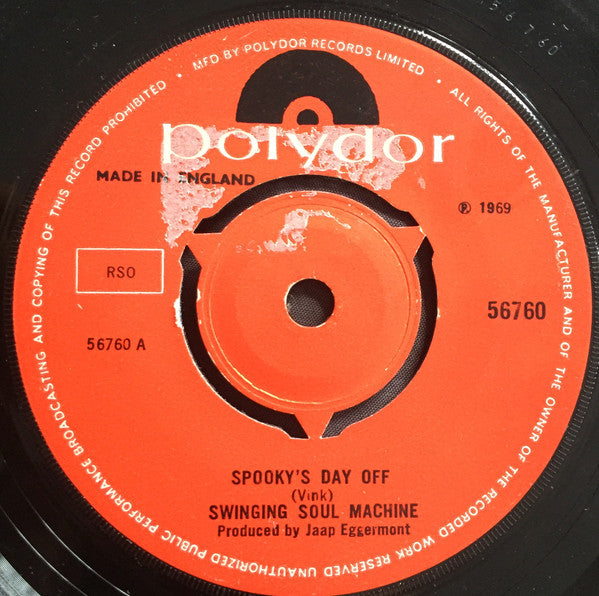 MFD BY POLYDOR RECORDS LIMITED • ALL RIGHTS OF THE MANUFACTURER AND OF THE OWNER OF THE RECORDED WORK RESERVED UNAUTHORIZED PUBLIC PERFORMANCE BROADCASTING AND COPYING OF THIS RECORD PROHIBITED •
polydor
MADE IN ENGLAND
℗ 1969
RSO
56760
56760 A
SPOOKY'S DAY OFF
(Vink)
SWINGING SOUL MACHINE
Produced by Jaap Eggermont